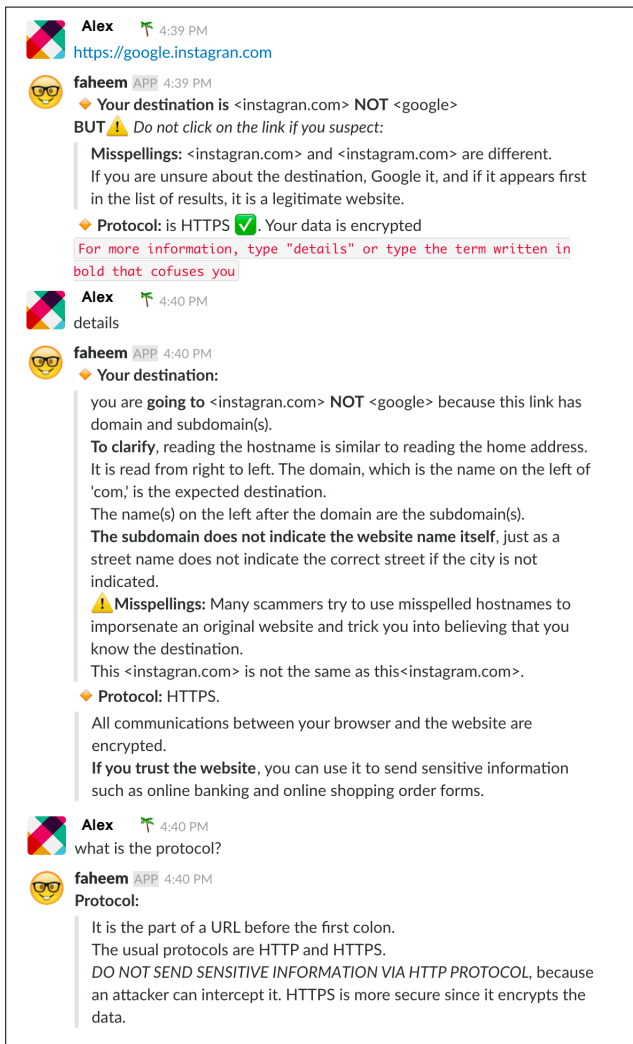 Alex 4:39 PM
https://google.instagran.com
faheem APP 4:39 PM
Your destination is <instagran.com> NOT <google>
BUT Do not click on the link if you suspect:
Misspellings: <instagran.com> and <instagram.com> are different.
If you are unsure about the destination, Google it, and if it appears first
in the list of results, it is a legitimate website.
Protocol: is HTTPS . Your data is encrypted
For more information, type "details" or type the term written in
bold that cofuses you
Alex 4:40 PM
details
faheem APP 4:40 PM
Your destination:
you are going to <instagran.com> NOT <google> because this link has
domain and subdomain(s).
To clarify, reading the hostname is similar to reading the home address.
It is read from right to left. The domain, which is the name on the left of
'com,' is the expected destination.
The name(s) on the left after the domain are the subdomain(s).
The subdomain does not indicate the website name itself, just as a
street name does not indicate the correct street if the city is not
indicated.
Misspellings: Many scammers try to use misspelled hostnames to
imporsenate an original website and trick you into believing that you
know the destination.
This <instagran.com> is not the same as this<instagram.com>.
Protocol: HTTPS.
All communications between your browser and the website are
encrypted.
If you trust the website, you can use it to send sensitive information
such as online banking and online shopping order forms.
Alex 4:40 PM
what is the protocol?
faheem APP 4:40 PM
Protocol:
It is the part of a URL before the first colon.
The usual protocols are HTTP and HTTPS.
DO NOT SEND SENSITIVE INFORMATION VIA HTTP PROTOCOL, because
an attacker can intercept it. HTTPS is more secure since it encrypts the
data.